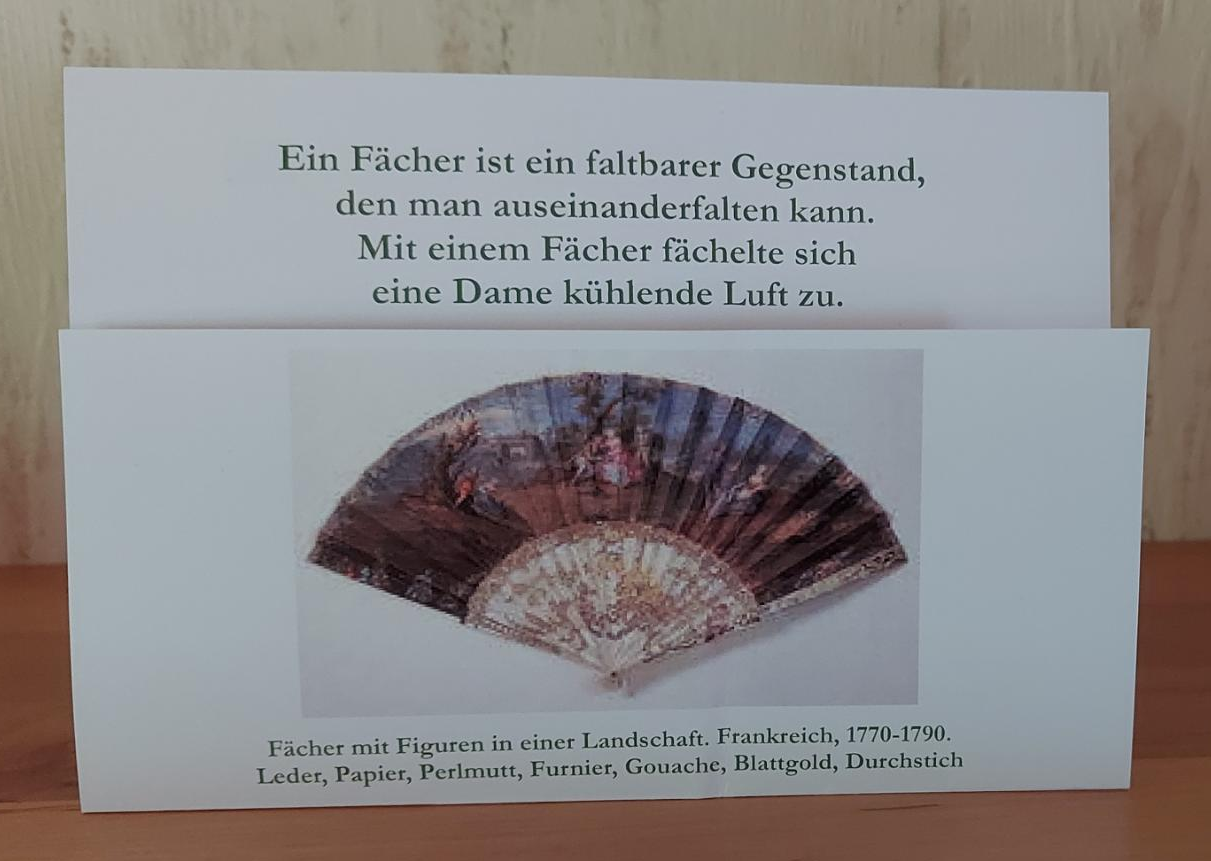 Ein Fächer ist ein faltbarer Gegenstand,
den man auseinanderfalten kann.
Mit einem Fächer fächelte sich
eine Dame kühlende Luft zu.
Fächer mit Figuren in einer Landschaft. Frankreich, 1770-1790.
Leder, Papier, Perlmutt, Furnier, Gouache, Blattgold, Durchstich